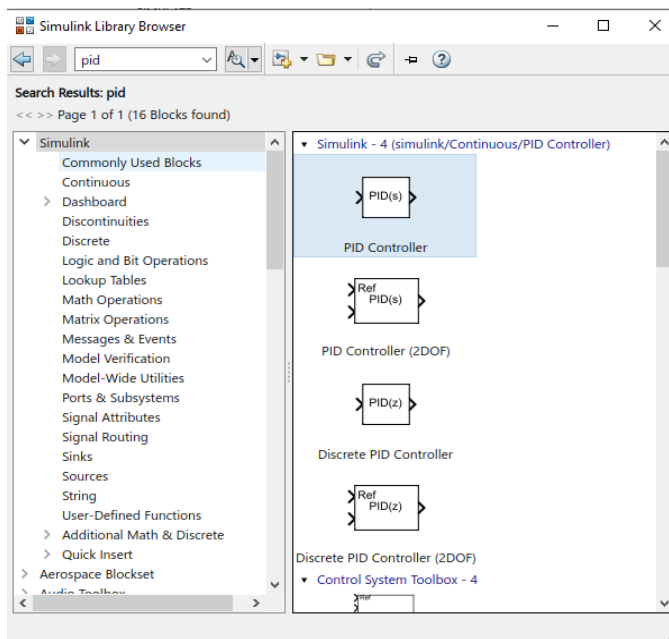 Simulink Library Browser
pid
Search Results: pid
<< >> Page 1 of 1 (16 Blocks found)
Simulink
Commonly Used Blocks
Continuous
Dashboard
Discontinuities
Discrete
Logic and Bit Operations
Lookup Tables
Math Operations
Matrix Operations
Messages & Events
Model Verification
Model-Wide Utilities
Ports & Subsystems
Signal Attributes
Signal Routing
Sinks
Sources
String
User-Defined Functions
Additional Math & Discrete
Quick Insert
Aerospace Blockset
Audio Toolbox
Simulink - 4 (simulink/Continuous/PID Controller)
PID(s)
PID Controller
Ref
PID(s)
PID Controller (2DOF)
PID(z)
Discrete PID Controller
Ref
PID(z)
Discrete PID Controller (2DOF)
Control System Toolbox - 4
Ref